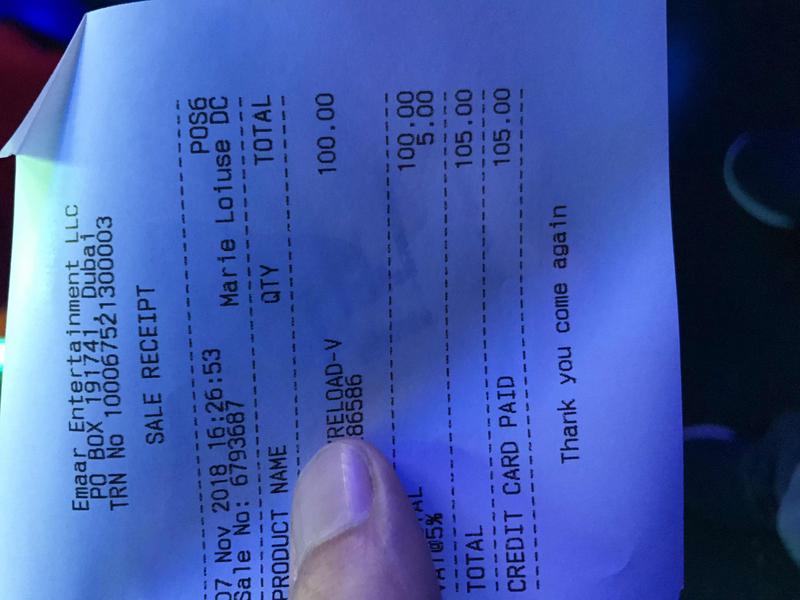 Emaar Entertainment LLC
PO BOX 191741, Dubai
TRN No 100067521300003
SALE RECEIPT
07 Nov 2018 16:26:53 POS6
Sale No: 6793687 Marie Loiuse DC
PRODUCT NAME QTY TOTAL
RELOAD-V 100.00
86586
100.00
VAT@5% 5.00
TOTAL 105.00
CREDIT CARD PAID 105.00
Thank you come again